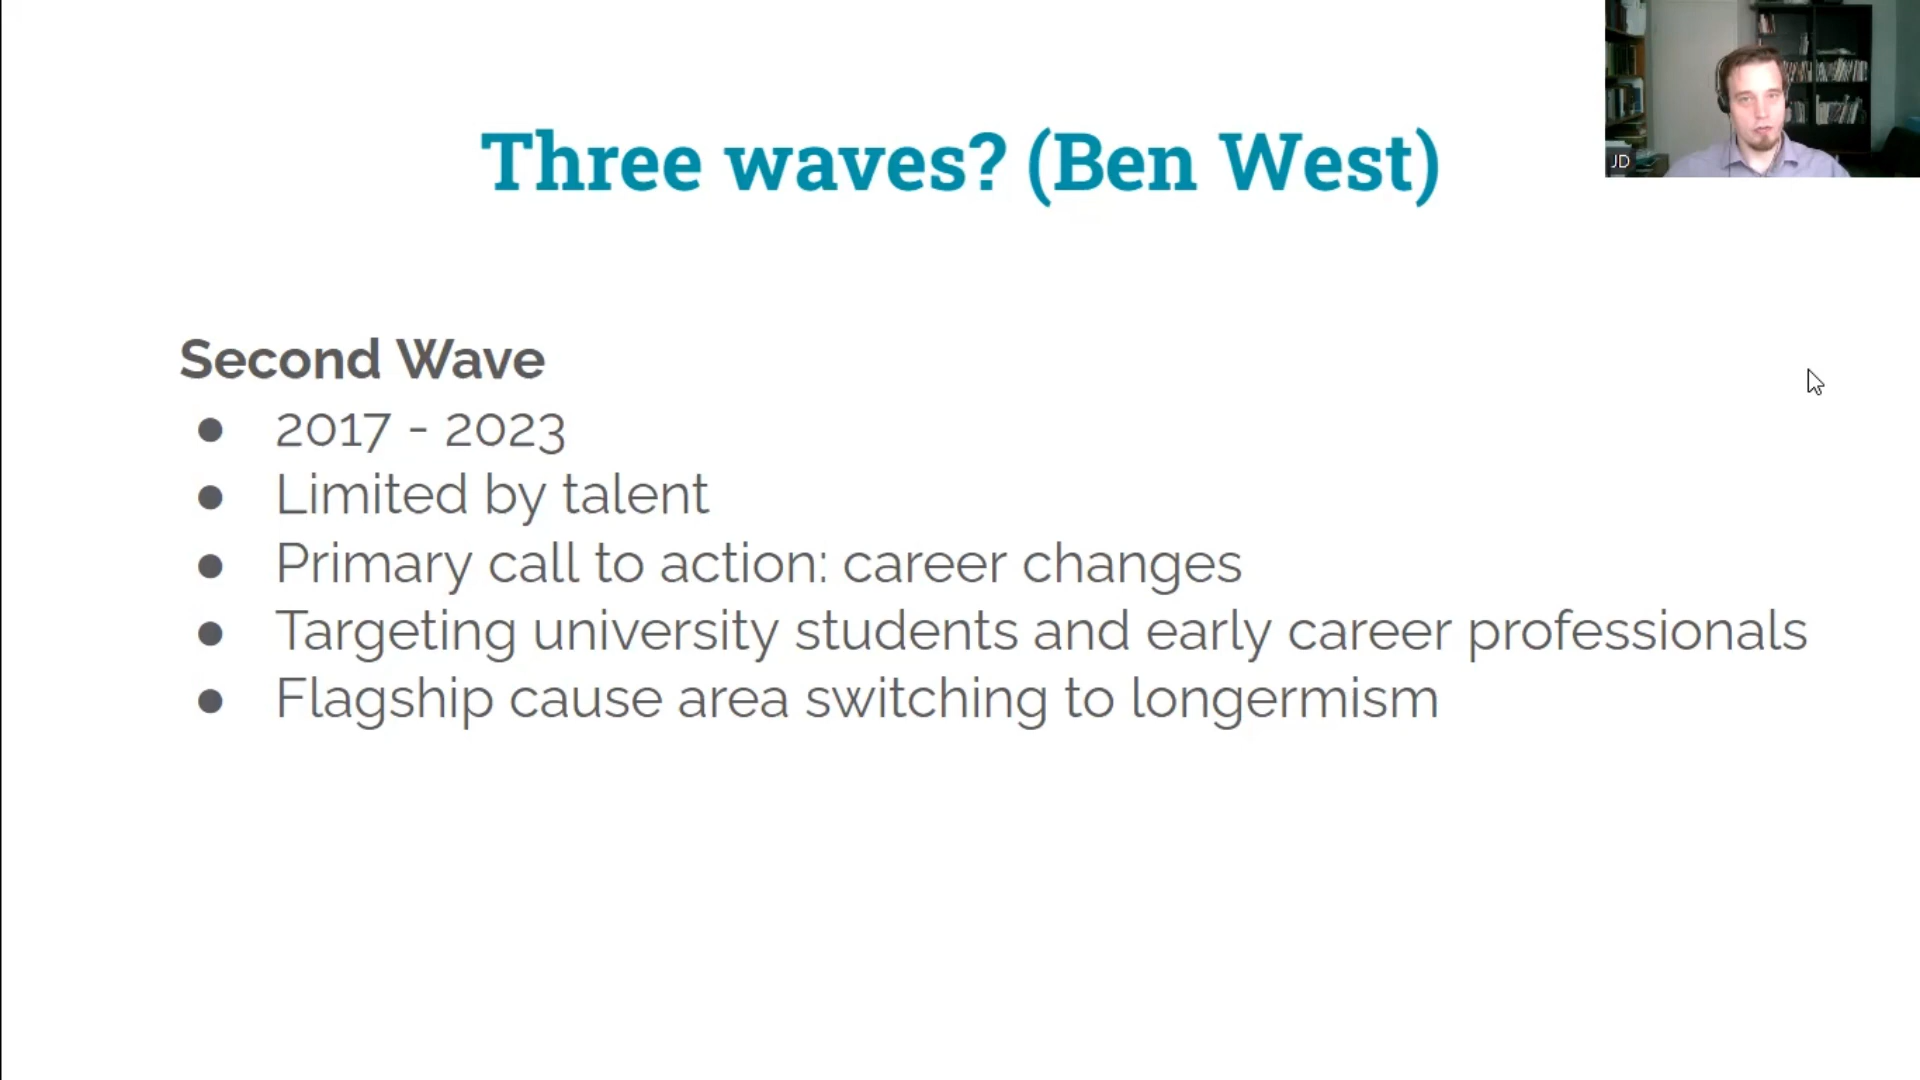 Three waves? (Ben West)
JD
Second Wave
● 2017 - 2023
● Limited by talent
● Primary call to action: career changes
● Targeting university students and early career professionals
● Flagship cause area switching to longermism